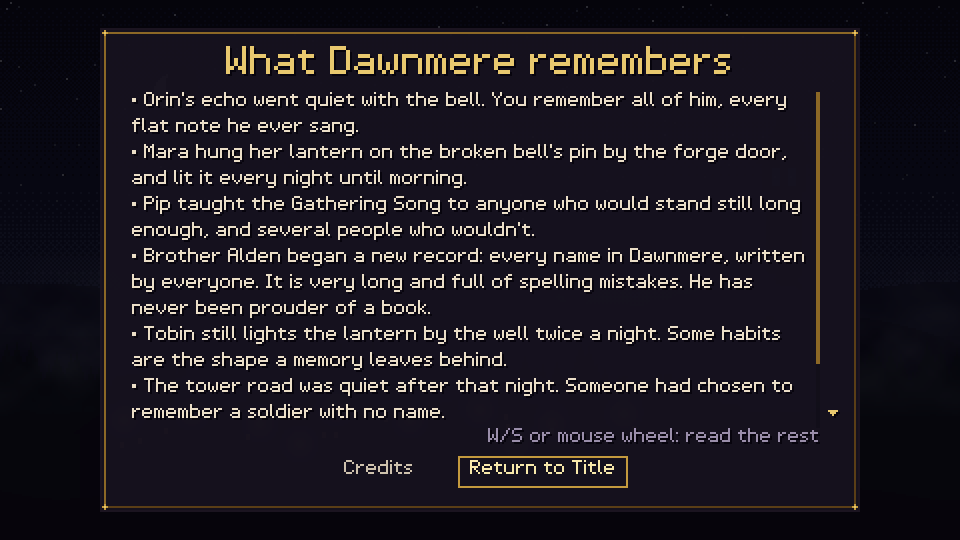 What Dawnmere remembers
• Orin's echo went quiet with the bell. You remember all of him, every
flat note he ever sang.
• Mara hung her lantern on the broken bell's pin by the forge door,
and lit it every night until morning.
• Pip taught the Gathering Song to anyone who would stand still long
enough, and several people who wouldn't.
• Brother Alden began a new record: every name in Dawnmere, written
by everyone. It is very long and full of spelling mistakes. He has
never been prouder of a book.
• Tobin still lights the lantern by the well twice a night. Some habits
are the shape a memory leaves behind.
• The tower road was quiet after that night. Someone had chosen to
remember a soldier with no name.
W/S or mouse wheel: read the rest
Credits
Return to Title